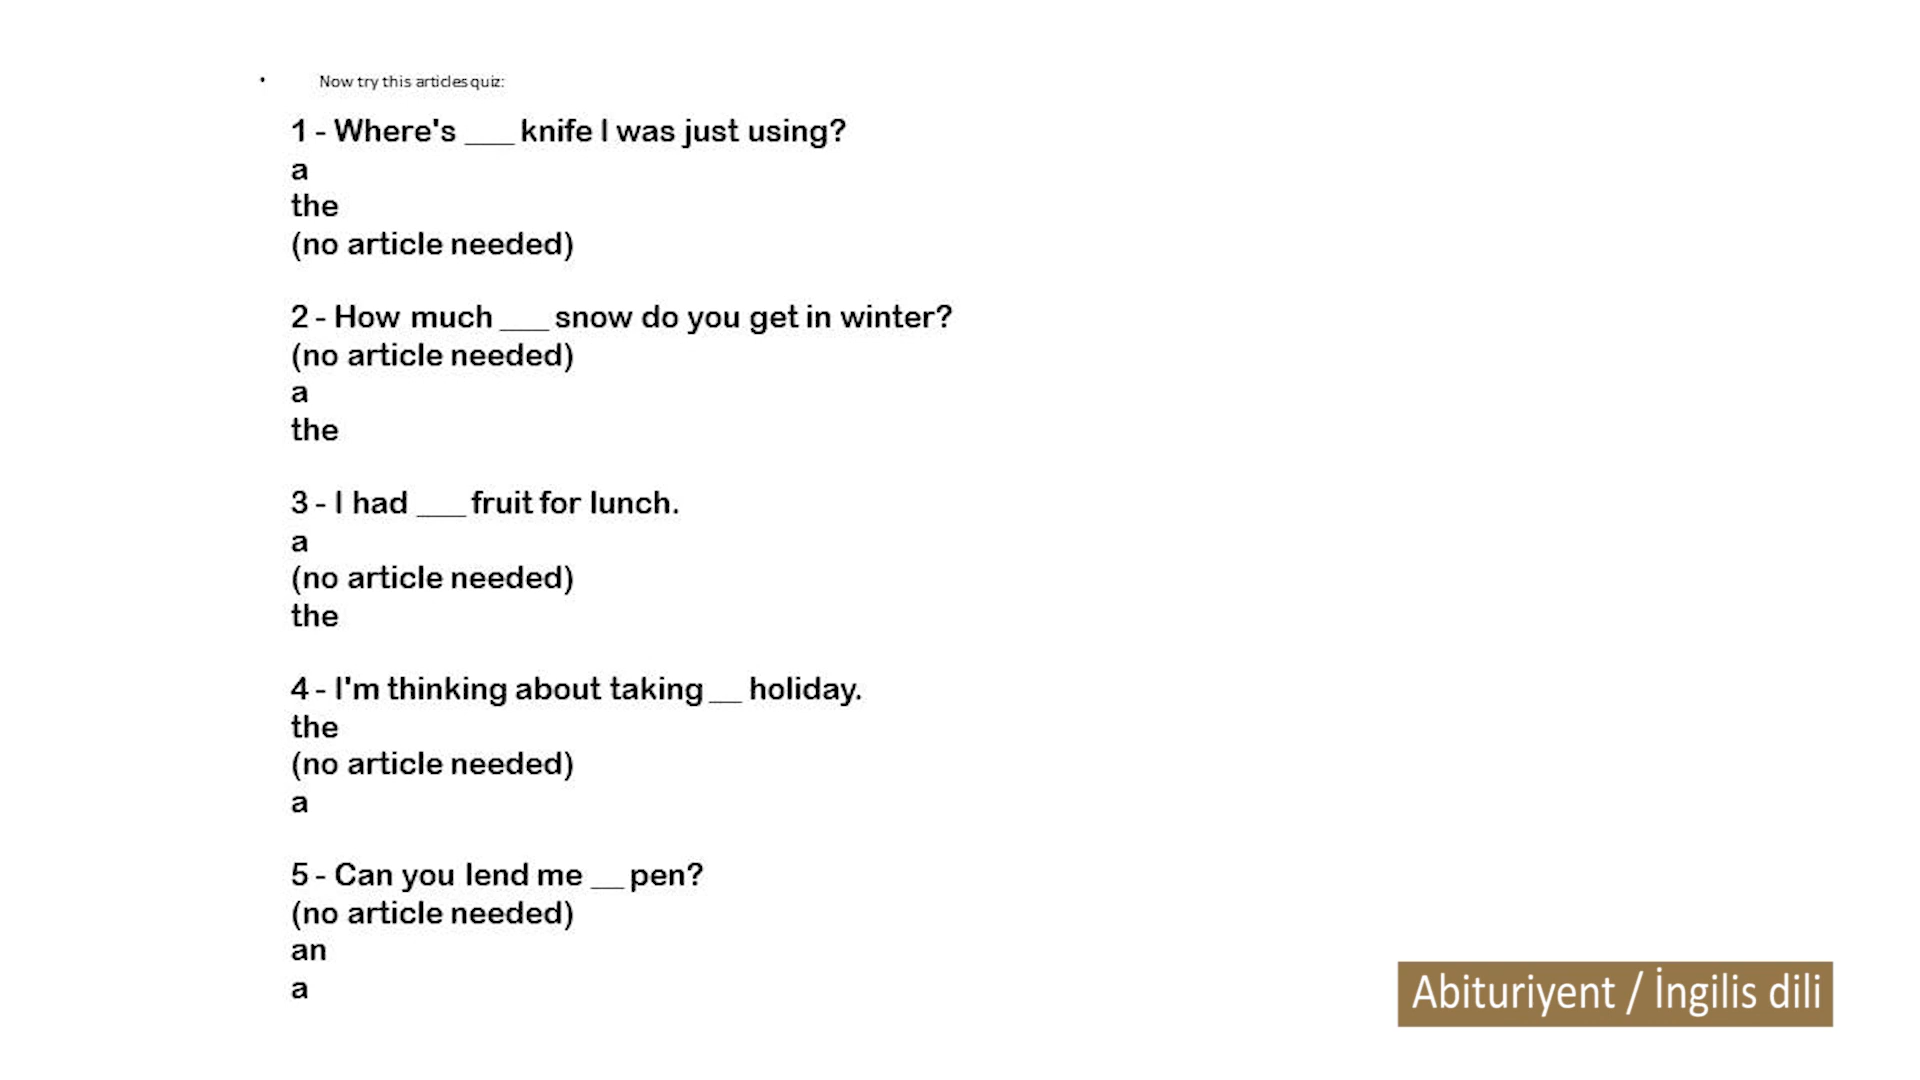 • Now try this articles quiz:
1 - Where's ___ knife I was just using?
a
the
(no article needed)
2 - How much ___ snow do you get in winter?
(no article needed)
a
the
3 - I had ___ fruit for lunch.
a
(no article needed)
the
4 - I'm thinking about taking __ holiday.
the
(no article needed)
a
5 - Can you lend me __ pen?
(no article needed)
an
a
Abituriyent / İngilis dili